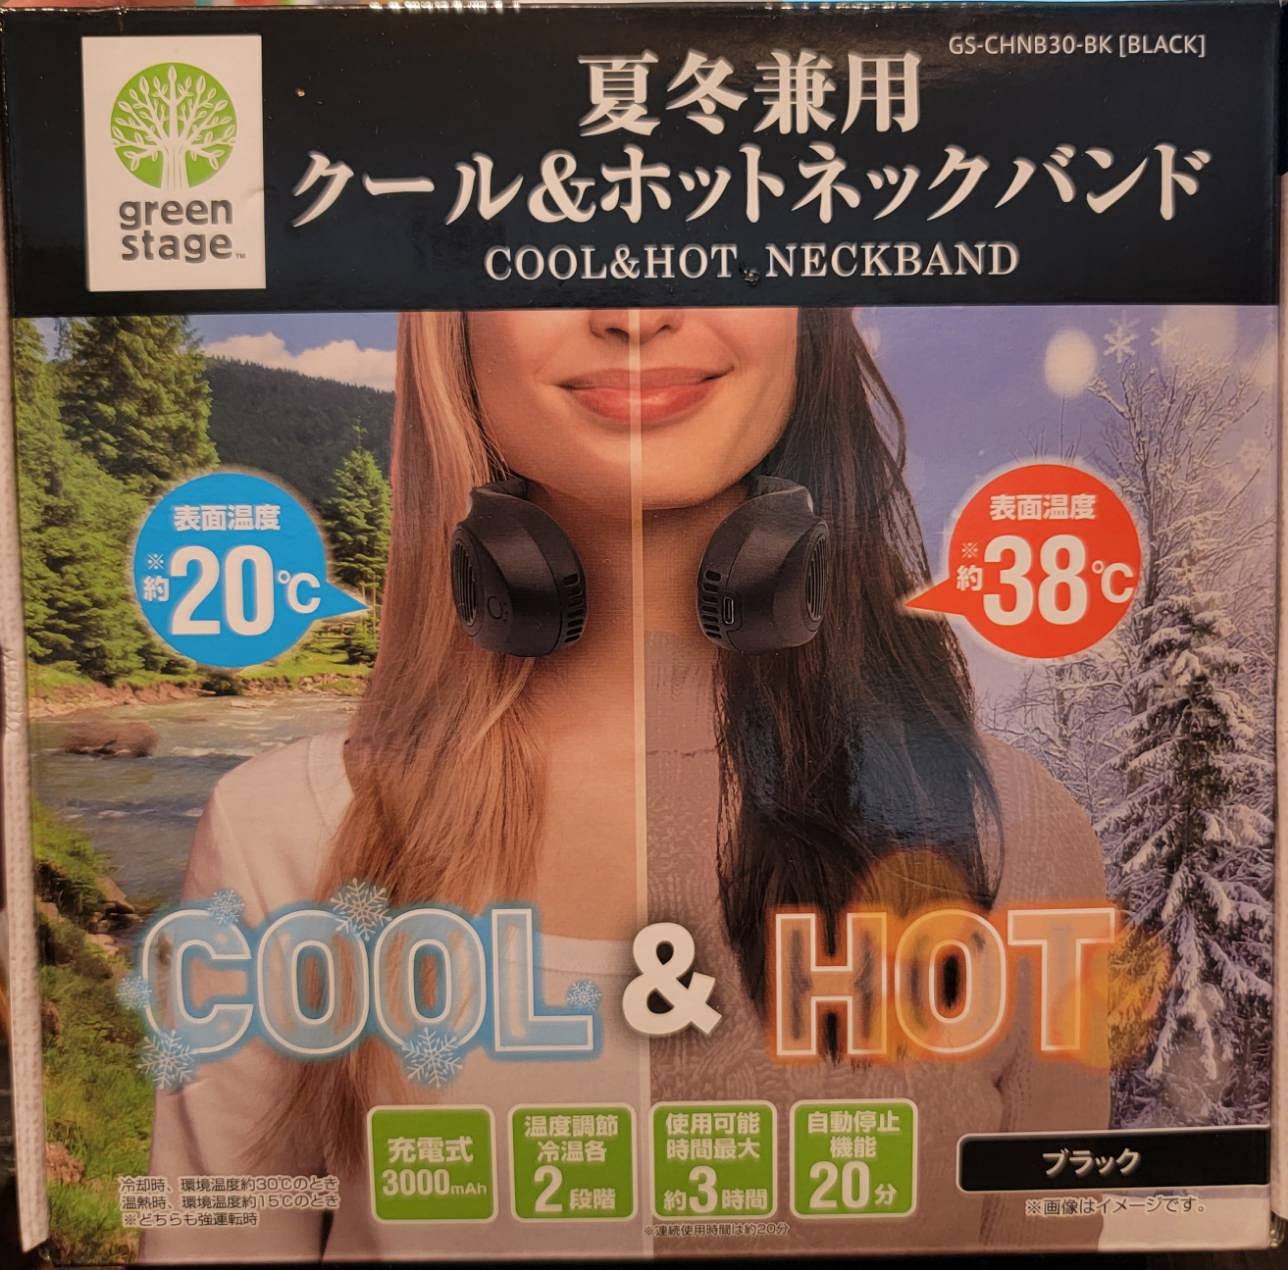 GS-CHNB30-BK [BLACK]
green
stage™
夏冬兼用
クール&ホットネックバンド
COOL&HOT NECKBAND
表面温度
※約20℃
表面温度
※約38℃
COOL & HOT
充電式
3000mAh
温度調節
冷温各
2段階
使用可能
時間最大
約3時間
自動停止
機能
20分
ブラック
冷却時、環境温度約30℃のとき
温熱時、環境温度約15℃のとき
※どちらも強運転時
※連続使用時間は約20分
※画像はイメージです。